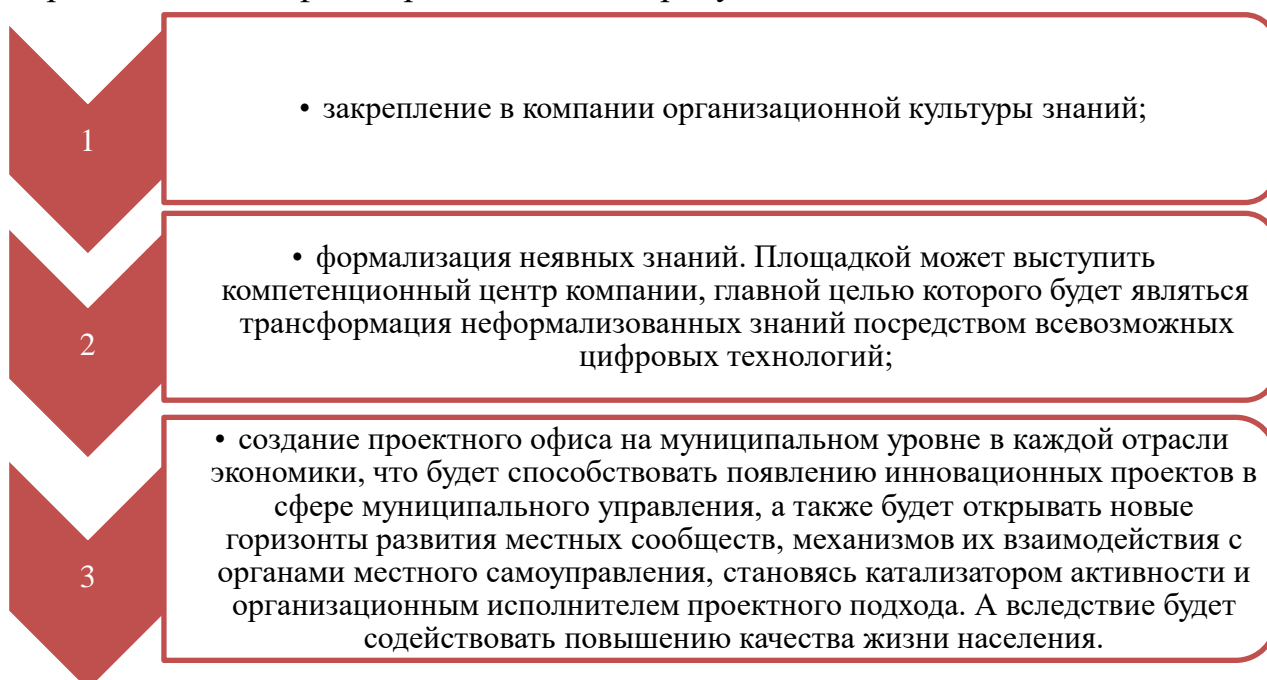 1
• закрепление в компании организационной культуры знаний;
2
• формализация неявных знаний. Площадкой может выступить
компетенционный центр компании, главной целью которого будет являться
трансформация неформализованных знаний посредством всевозможных
цифровых технологий;
3
• создание проектного офиса на муниципальном уровне в каждой отрасли
экономики, что будет способствовать появлению инновационных проектов в
сфере муниципального управления, а также будет открывать новые
горизонты развития местных сообществ, механизмов их взаимодействия с
органами местного самоуправления, становясь катализатором активности и
организационным исполнителем проектного подхода. А вследствие будет
содействовать повышению качества жизни населения.